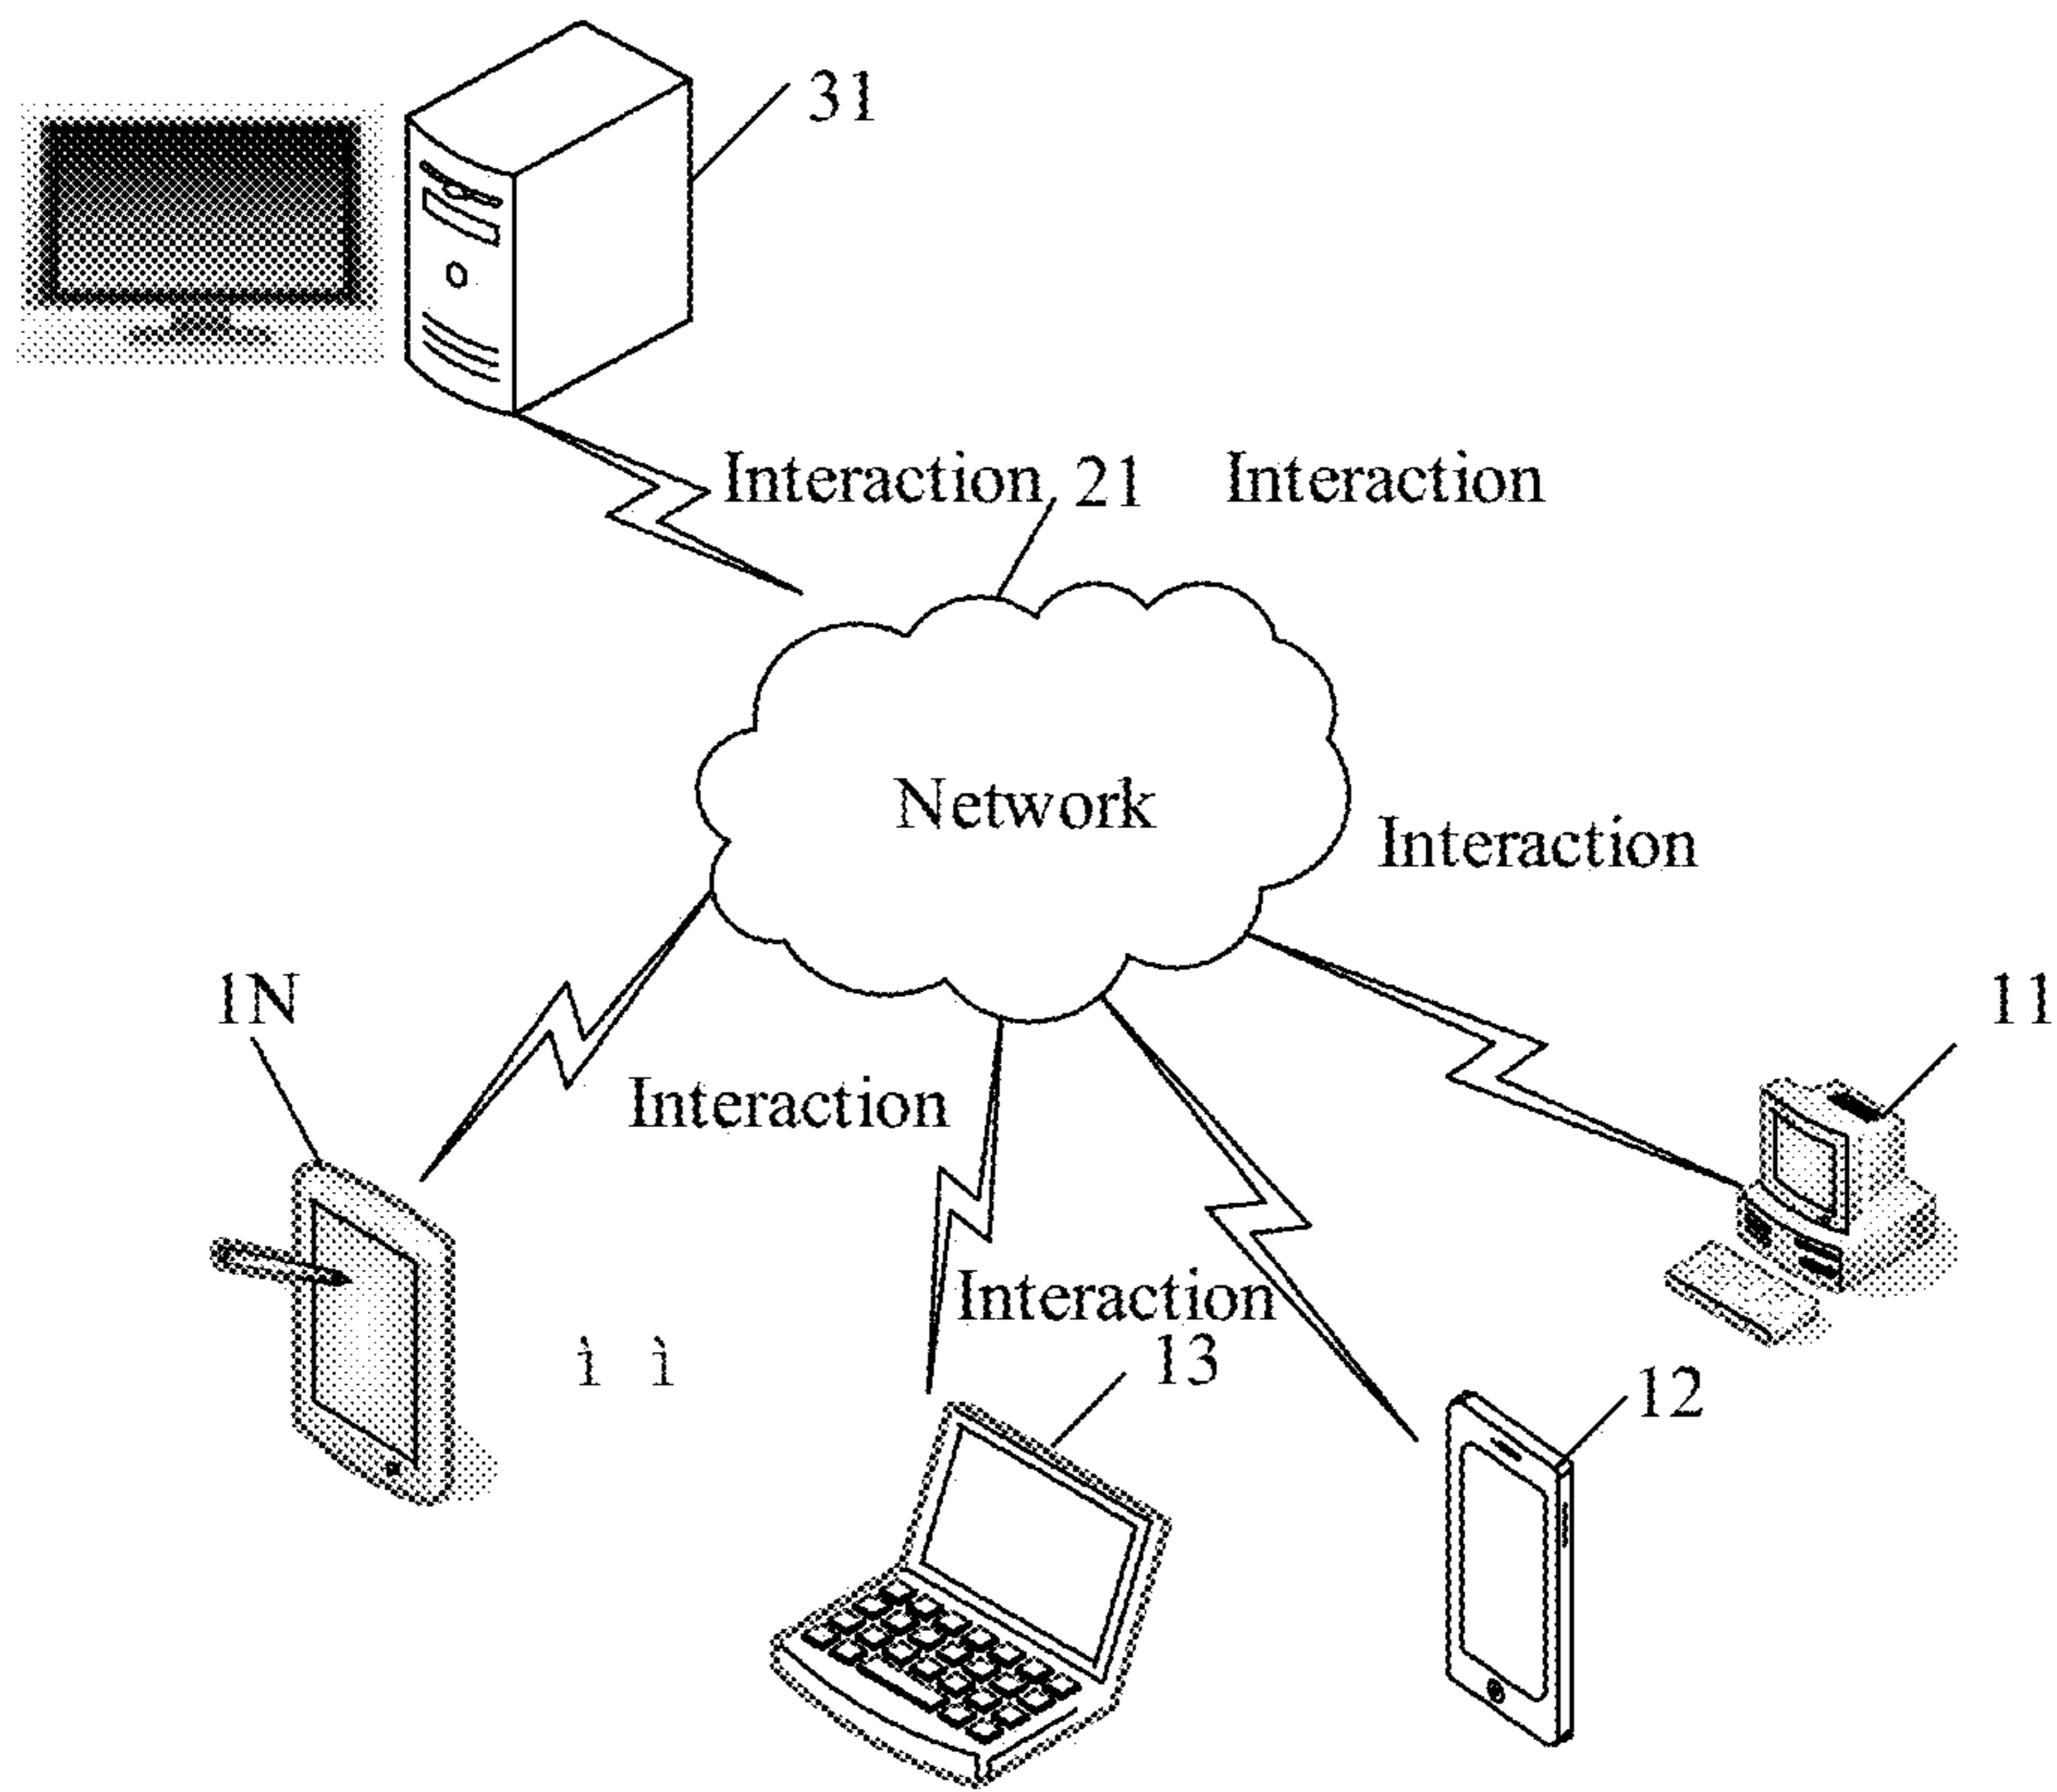 31
Interaction 21 Interaction
Network
Interaction
1N
11
Interaction
Interaction
ì ì
13
12